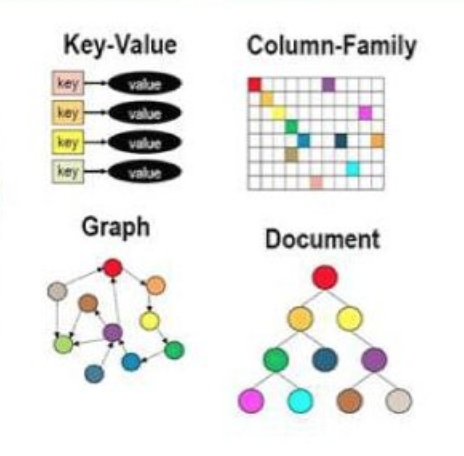 Key-Value
Column-Family
key value
key value
key value
key value
Graph
Document